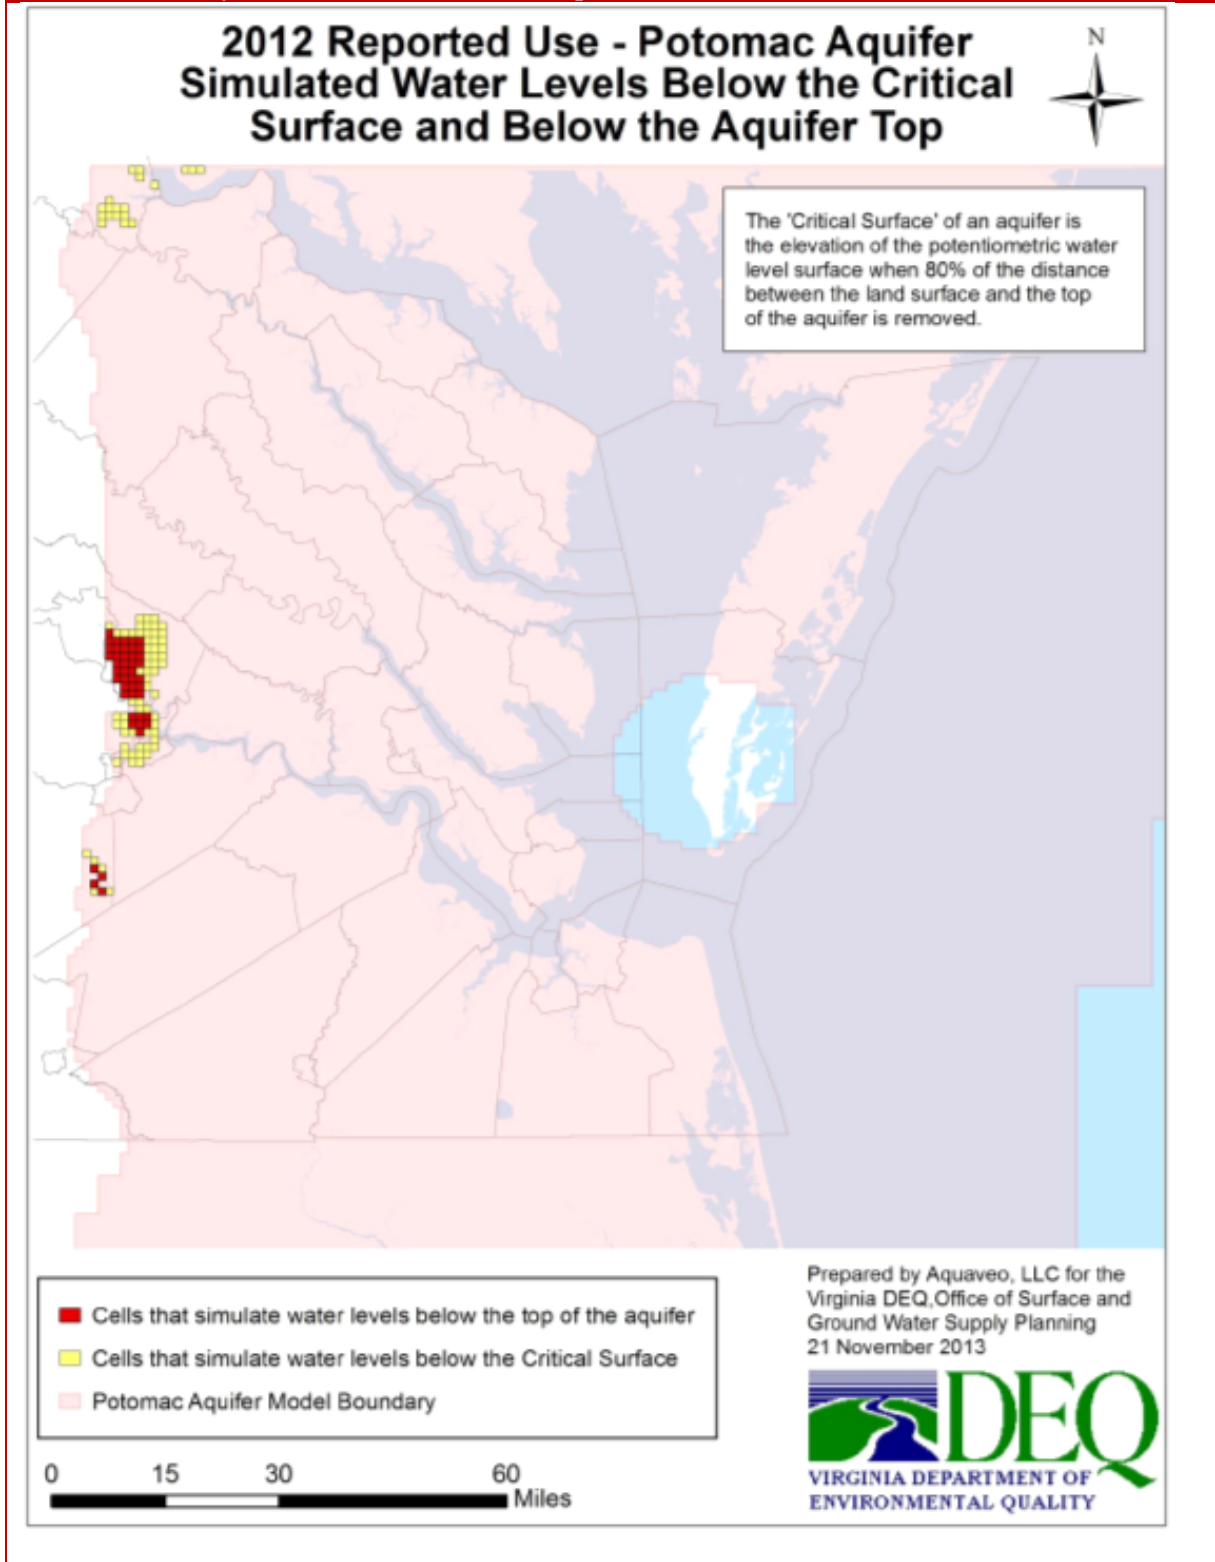 2012 Reported Use - Potomac Aquifer
Simulated Water Levels Below the Critical
Surface and Below the Aquifer Top
N
The 'Critical Surface' of an aquifer is
the elevation of the potentiometric water
level surface when 80% of the distance
between the land surface and the top
of the aquifer is removed.
Cells that simulate water levels below the top of the aquifer
Cells that simulate water levels below the Critical Surface
Potomac Aquifer Model Boundary
0 15 30 60
Miles
Prepared by Aquaveo, LLC for the
Virginia DEQ,Office of Surface and
Ground Water Supply Planning
21 November 2013
DEQ
VIRGINIA DEPARTMENT OF
ENVIRONMENTAL QUALITY